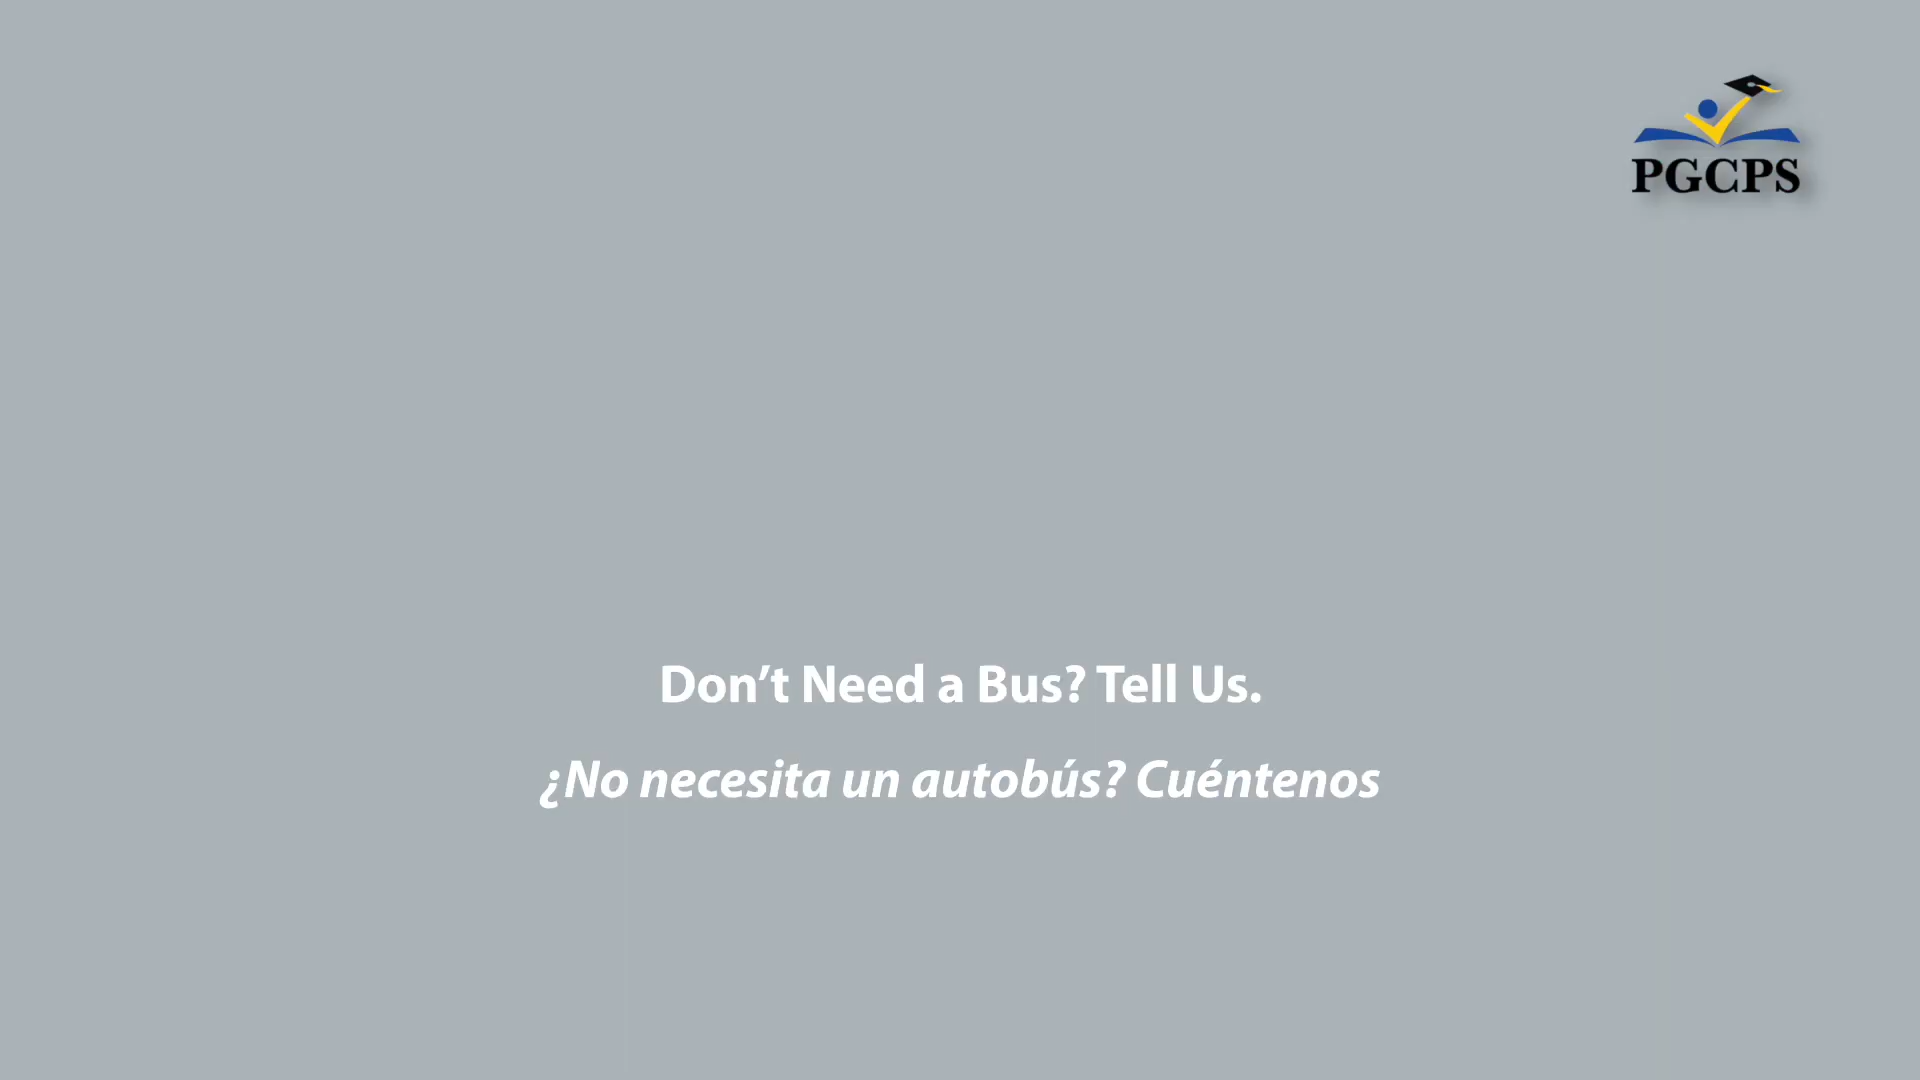 PGCPS
Don’t Need a Bus? Tell Us.
¿No necesita un autobús? Cuéntenos